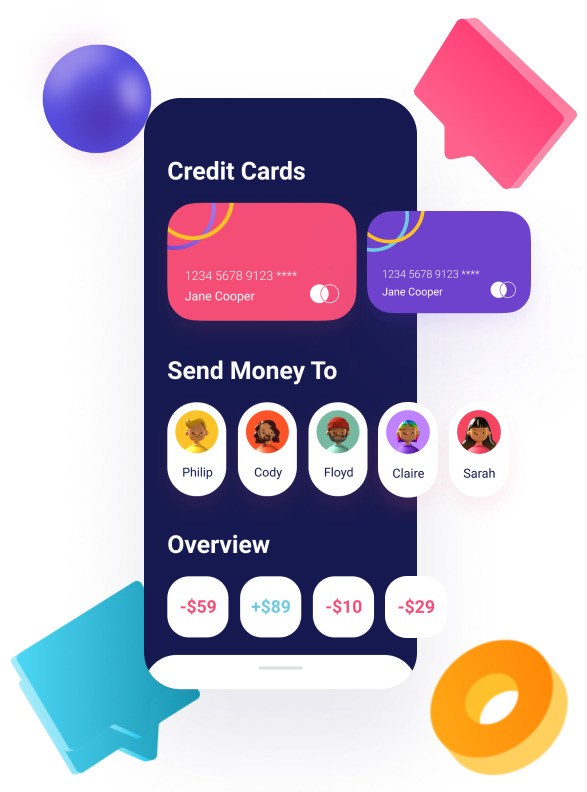 Credit Cards
1234 5678 9123 ****
Jane Cooper
1234 5678 9123 ****
Jane Cooper
Send Money To
Philip Cody Floyd Claire Sarah
Overview
-$59 +$89 -$10 -$29